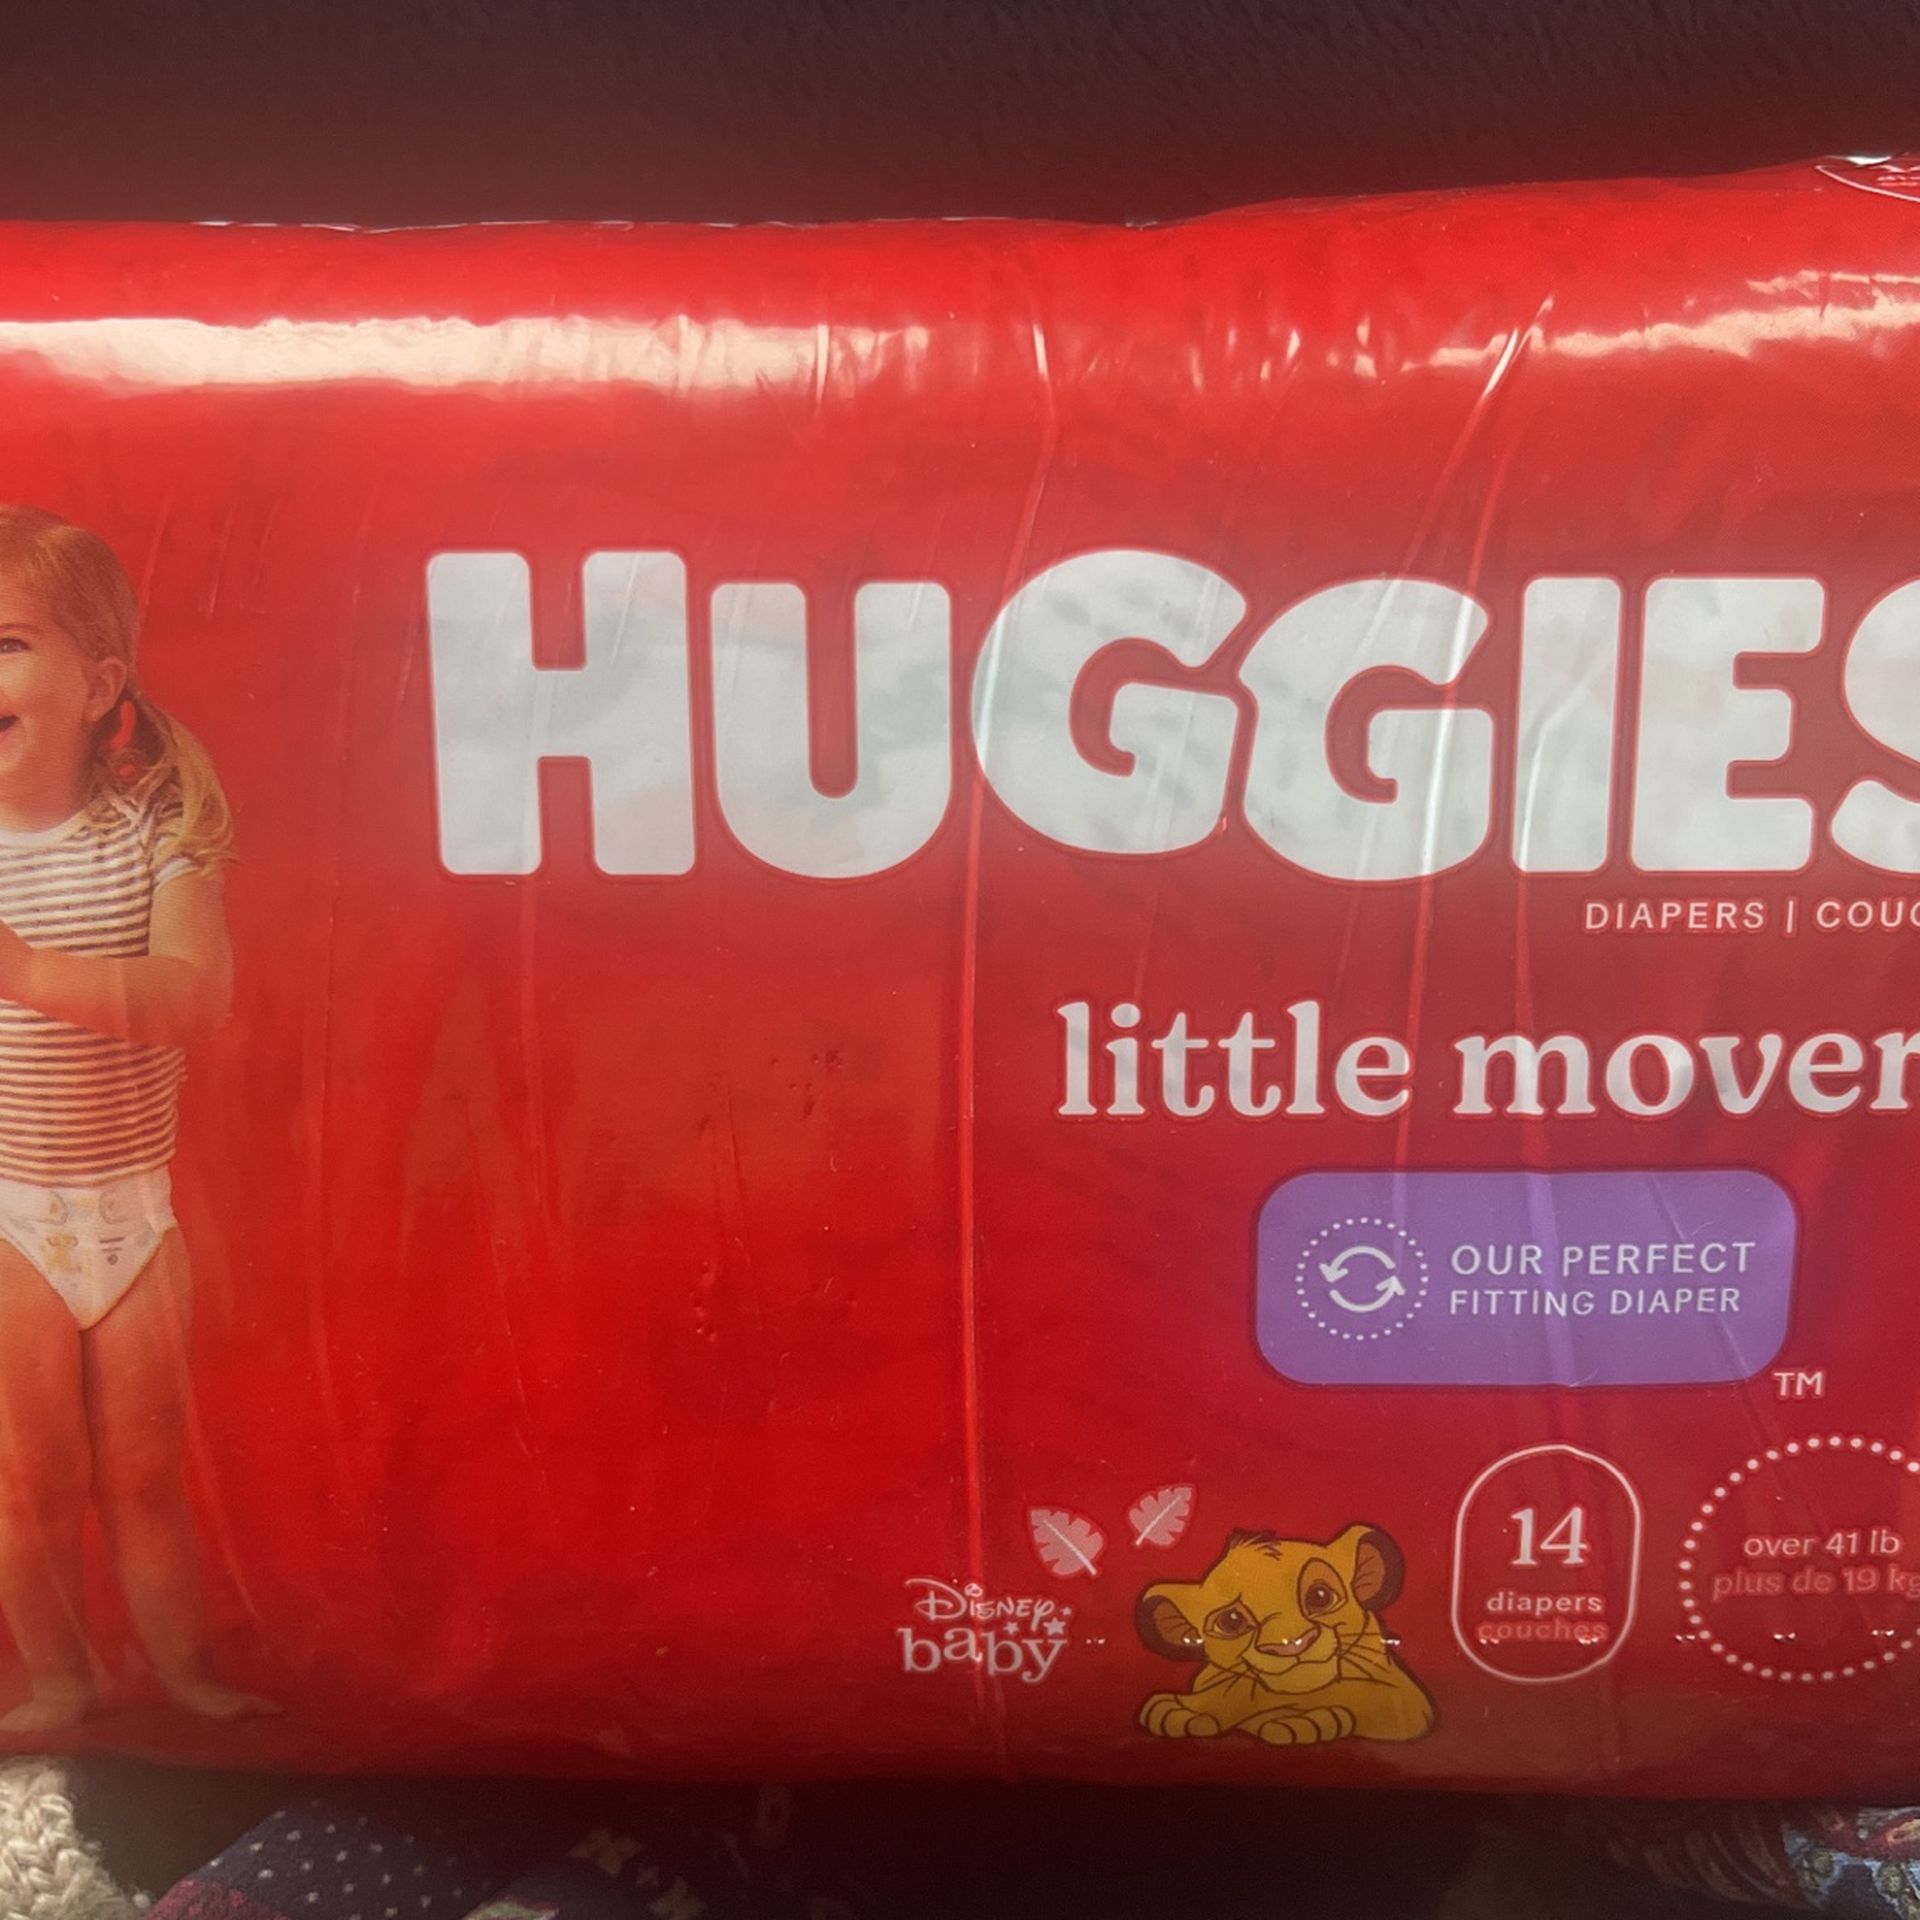 HUGGIES
DIAPERS | COUC
little mover
OUR PERFECT
FITTING DIAPER
TM
Disney
baby
14
diapers
couches
over 41 lb
plus de 19 kg